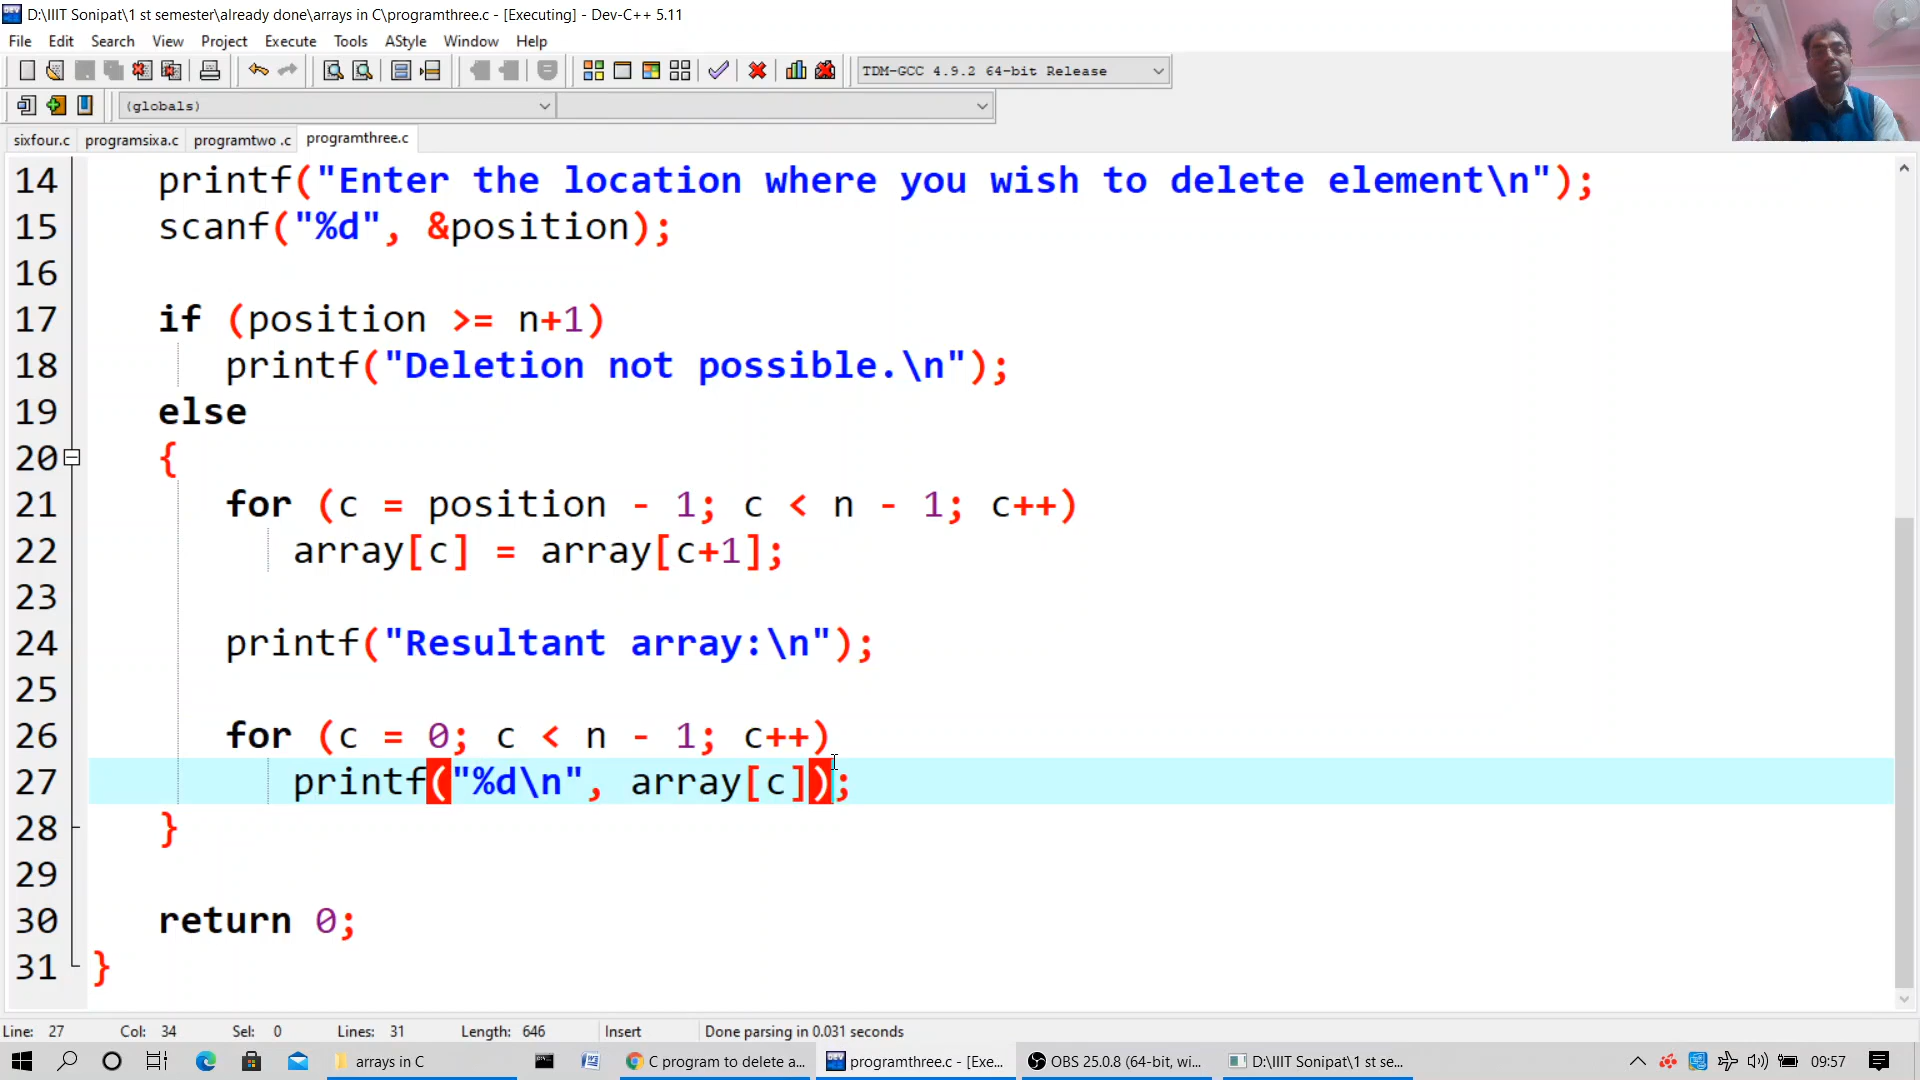 D:\IIIT Sonipat\1 st semester\already done\arrays in C\programthree.c - [Executing] - Dev-C++ 5.11
File Edit Search View Project Execute Tools AStyle Window Help
TDM-GCC 4.9.2 64-bit Release
(globals)
sixfour.c programsixa.c programtwo .c programthree.c
14 printf("Enter the location where you wish to delete element\n");
15 scanf("%d", &position);
16
17 if (position >= n+1)
18 printf("Deletion not possible.\n");
19 else
20 {
21 for (c = position - 1; c < n - 1; c++)
22 array[c] = array[c+1];
23
24 printf("Resultant array:\n");
25
26 for (c = 0; c < n - 1; c++)
27 printf("%d\n", array[c]);
28 }
29
30 return 0;
31 }
Line: 27 Col: 34 Sel: 0 Lines: 31 Length: 646 Insert Done parsing in 0.031 seconds
arrays in C C program to delete a... programthree.c - [Exe... OBS 25.0.8 (64-bit, wi... D:\IIIT Sonipat\1 st se... 09:57